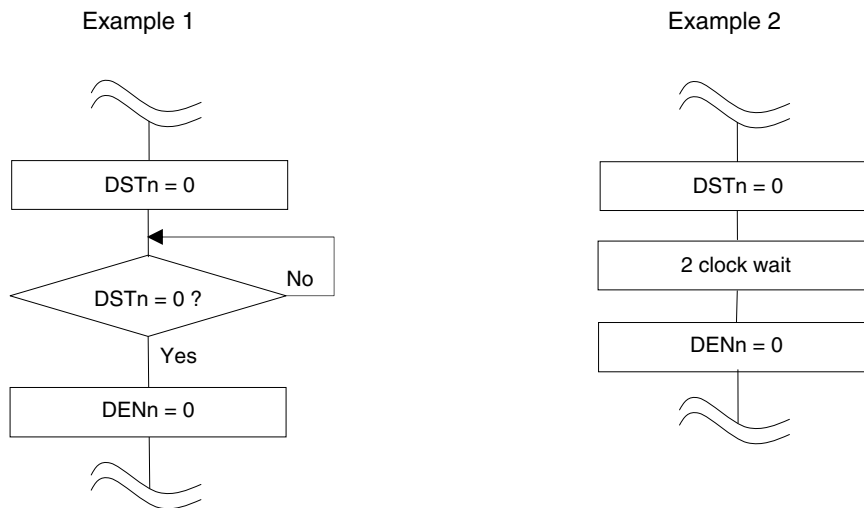 Example 1
DSTn = 0
DSTn = 0 ?
No
Yes
DENn = 0
Example 2
DSTn = 0
2 clock wait
DENn = 0